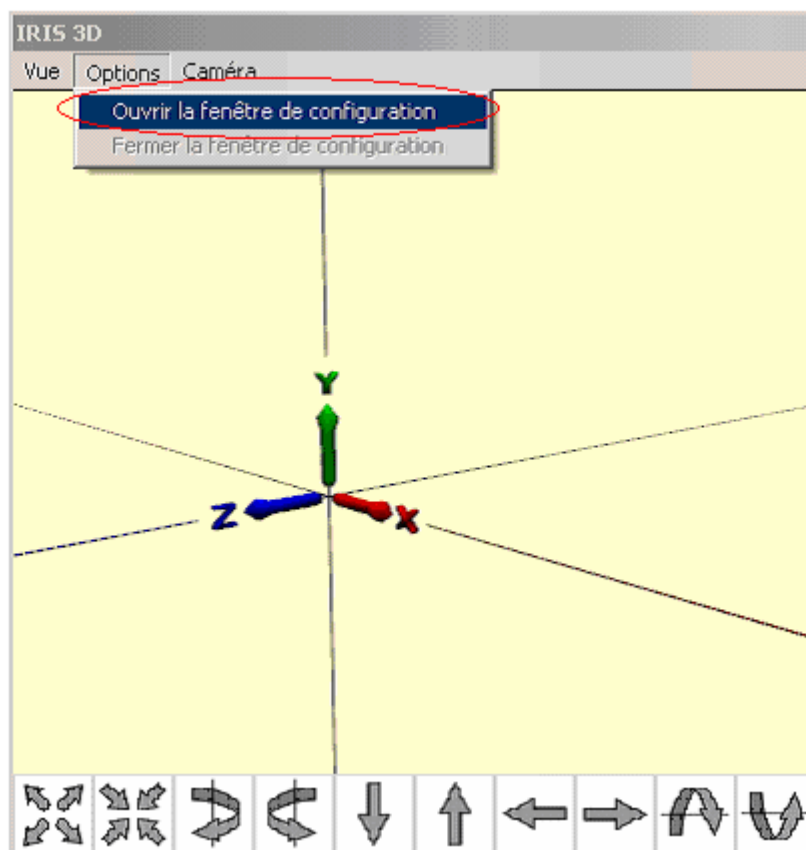 IRIS 3D
Vue Options Caméra
Ouvrir la fenêtre de configuration
Fermer la fenêtre de configuration
Y
Z X